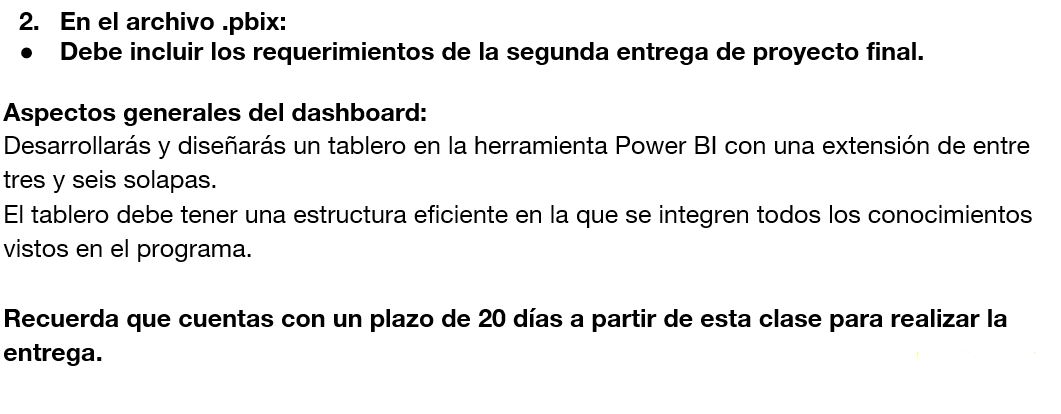 2. En el archivo .pbix:
● Debe incluir los requerimientos de la segunda entrega de proyecto final.
Aspectos generales del dashboard:
Desarrollarás y diseñarás un tablero en la herramienta Power BI con una extensión de entre
tres y seis solapas.
El tablero debe tener una estructura eficiente en la que se integren todos los conocimientos
vistos en el programa.
Recuerda que cuentas con un plazo de 20 días a partir de esta clase para realizar la
entrega.